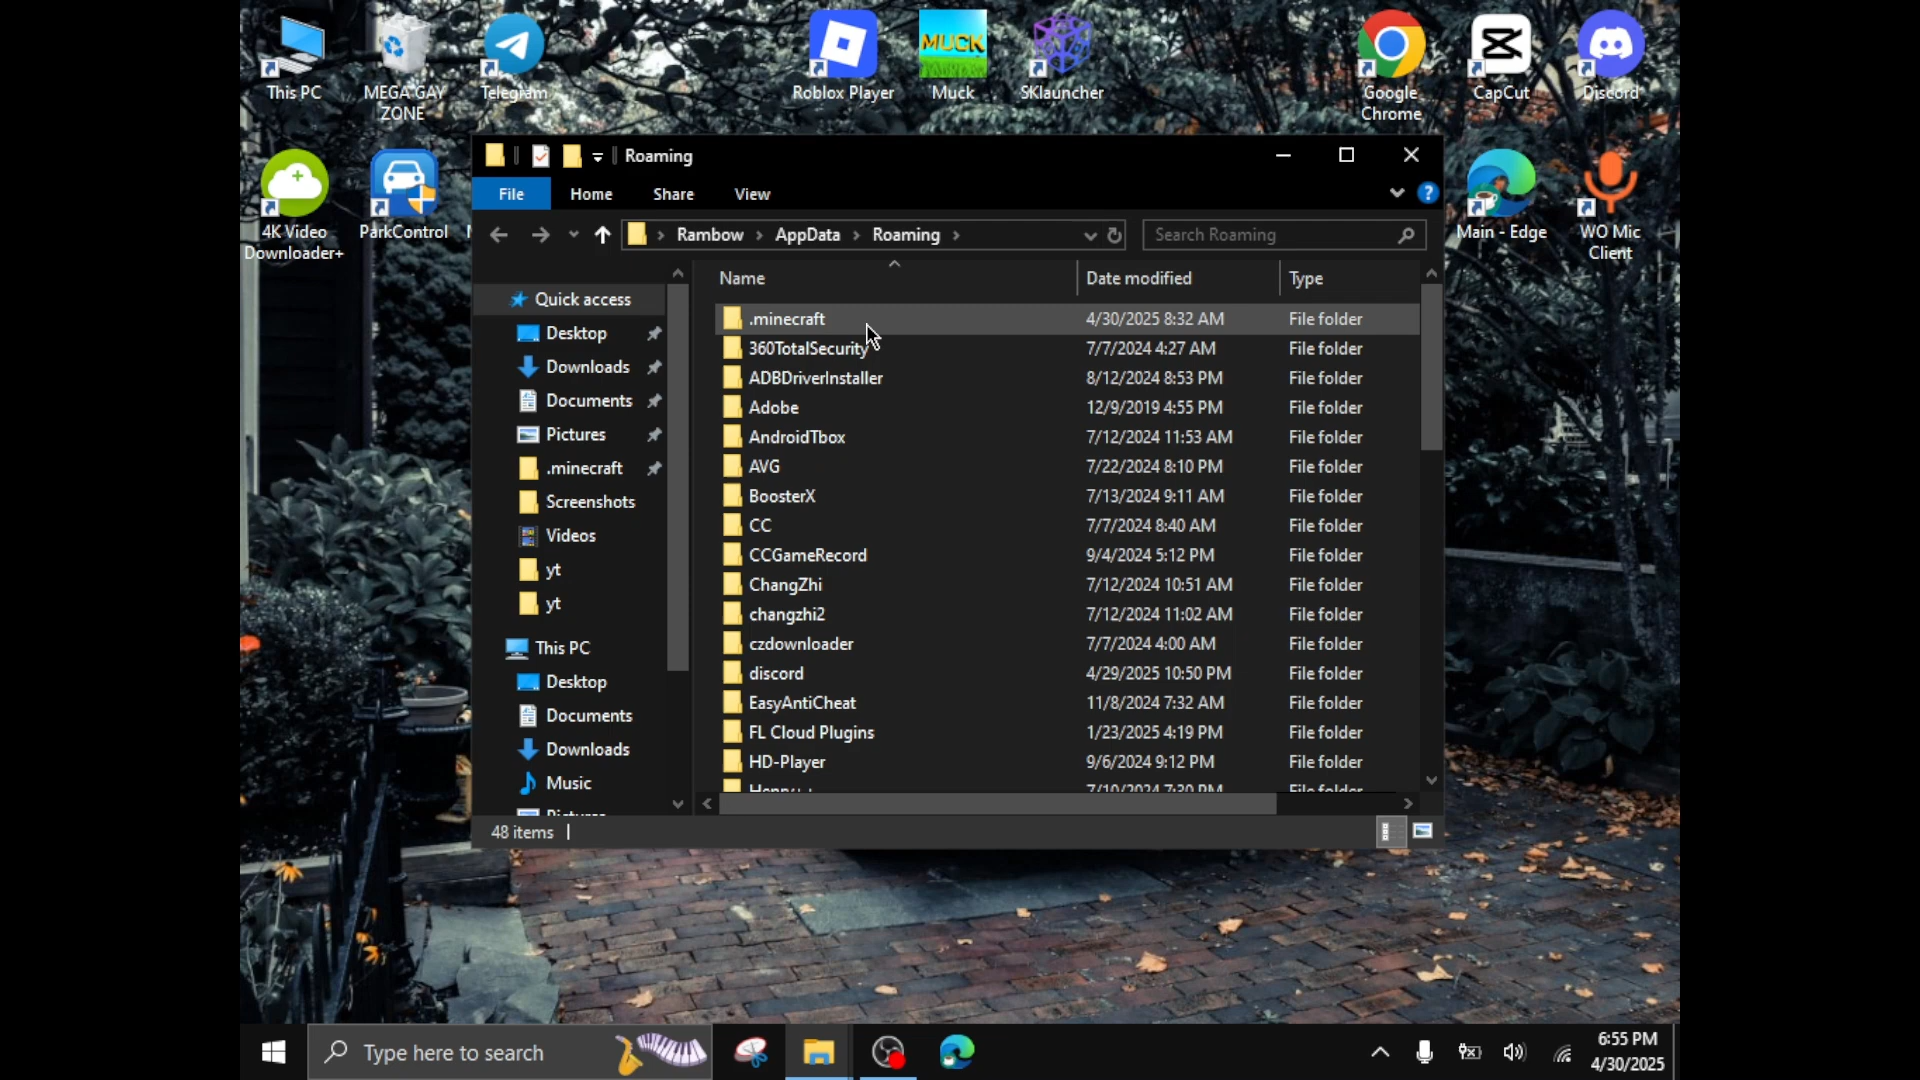 This PC
MEGA GAY
ZONE
Telegram
Roblox Player
MUCK
Muck
SKlauncher
Google
Chrome
CapCut
Discord
4K Video
Downloader+
ParkControl
Main - Edge
WO Mic
Client
Roaming
File
Home
Share
View
Rambow
AppData
Roaming
Search Roaming
Name
Date modified
Type
Quick access
Desktop
Downloads
Documents
Pictures
.minecraft
Screenshots
Videos
yt
yt
This PC
Desktop
Documents
Downloads
Music
.minecraft 4/30/2025 8:32 AM File folder
360TotalSecurity 7/7/2024 4:27 AM File folder
ADBDriverInstaller 8/12/2024 8:53 PM File folder
Adobe 12/9/2019 4:55 PM File folder
AndroidTbox 7/12/2024 11:53 AM File folder
AVG 7/22/2024 8:10 PM File folder
BoosterX 7/13/2024 9:11 AM File folder
CC 7/7/2024 8:40 AM File folder
CCGameRecord 9/4/2024 5:12 PM File folder
ChangZhi 7/12/2024 10:51 AM File folder
changzhi2 7/12/2024 11:02 AM File folder
czdownloader 7/7/2024 4:00 AM File folder
discord 4/29/2025 10:50 PM File folder
EasyAntiCheat 11/8/2024 7:32 AM File folder
FL Cloud Plugins 1/23/2025 4:19 PM File folder
HD-Player 9/6/2024 9:12 PM File folder
48 items
Type here to search
6:55 PM
4/30/2025